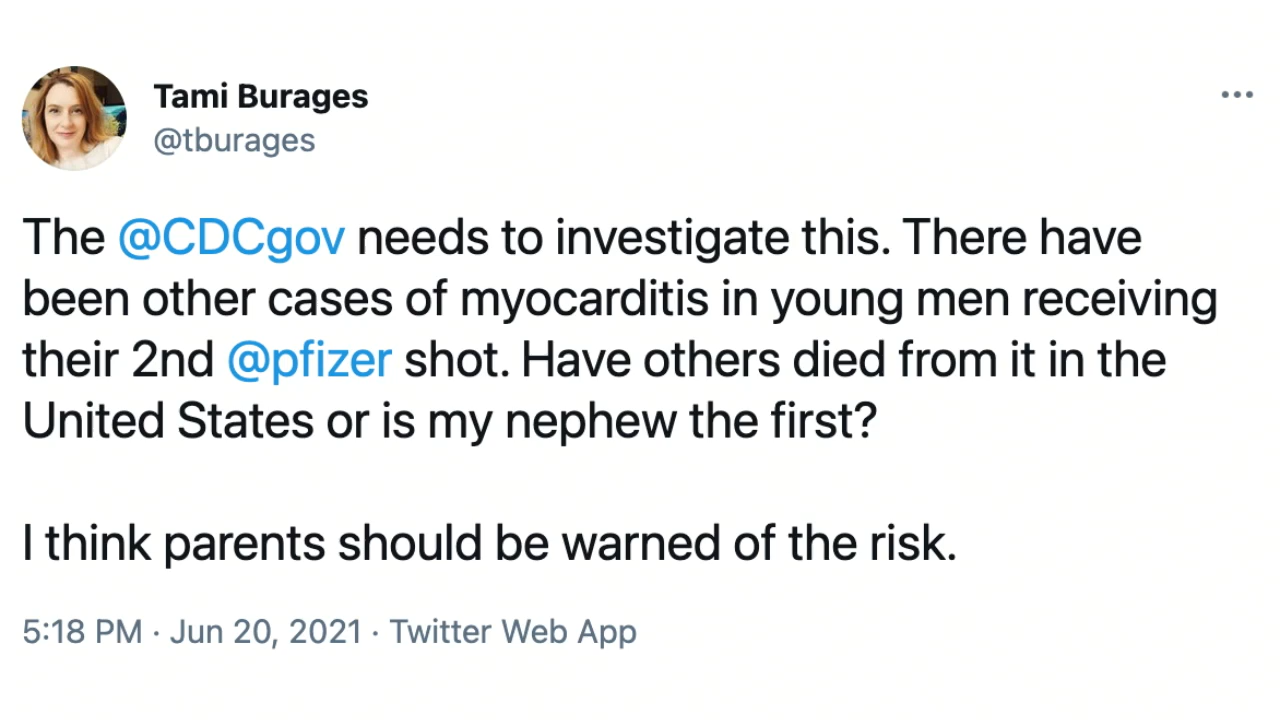 Tami Burages
@tburages
The @CDCgov needs to investigate this. There have
been other cases of myocarditis in young men receiving
their 2nd @pfizer shot. Have others died from it in the
United States or is my nephew the first?
I think parents should be warned of the risk.
5:18 PM · Jun 20, 2021 · Twitter Web App